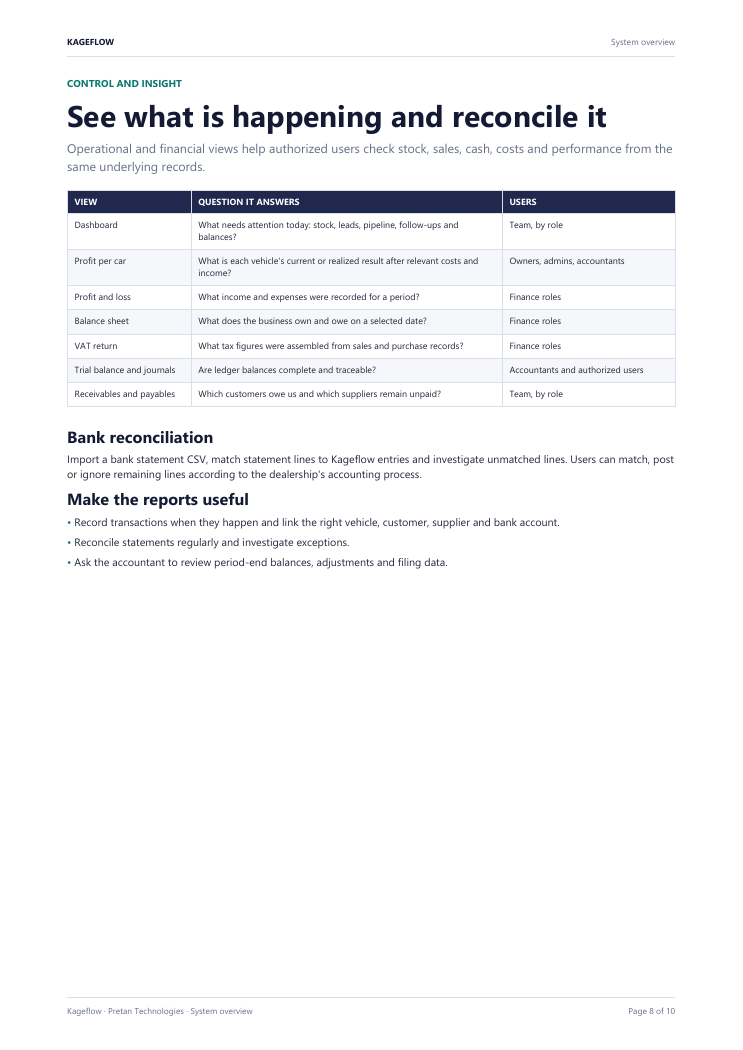 KAGEFLOW
System overview
CONTROL AND INSIGHT
See what is happening and reconcile it
Operational and financial views help authorized users check stock, sales, cash, costs and performance from the
same underlying records.
VIEW QUESTION IT ANSWERS USERS
Dashboard What needs attention today: stock, leads, pipeline, follow-ups and Team, by role
balances?
Profit per car What is each vehicle's current or realized result after relevant costs and Owners, admins, accountants
income?
Profit and loss What income and expenses were recorded for a period? Finance roles
Balance sheet What does the business own and owe on a selected date? Finance roles
VAT return What tax figures were assembled from sales and purchase records? Finance roles
Trial balance and journals Are ledger balances complete and traceable? Accountants and authorized users
Receivables and payables Which customers owe us and which suppliers remain unpaid? Team, by role
Bank reconciliation
Import a bank statement CSV, match statement lines to Kageflow entries and investigate unmatched lines. Users can match, post
or ignore remaining lines according to the dealership's accounting process.
Make the reports useful
• Record transactions when they happen and link the right vehicle, customer, supplier and bank account.
• Reconcile statements regularly and investigate exceptions.
• Ask the accountant to review period-end balances, adjustments and filing data.
Kageflow · Pretan Technologies · System overview
Page 8 of 10